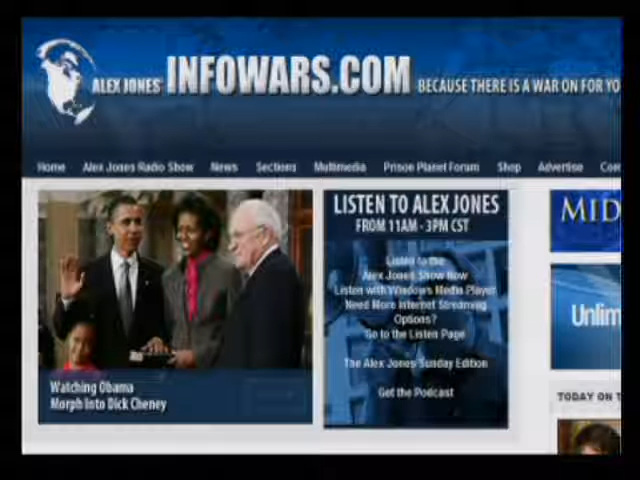 ALEX JONES' INFOWARS.COM BECAUSE THERE IS A WAR ON FOR YO
Home Alex Jones Radio Show News Sections Multimedia Prison Planet Forum Shop Advertise Con
LISTEN TO ALEX JONES
FROM 11AM - 3PM CST
Listen to the
Alex Jones Show Now
Listen with Windows Media Player
Need More Internet Streaming
Options?
Go to the Listen Page
The Alex Jones Sunday Edition
Get the Podcast
Watching Obama
Morph Into Dick Cheney
MID
Unlim
TODAY ON T